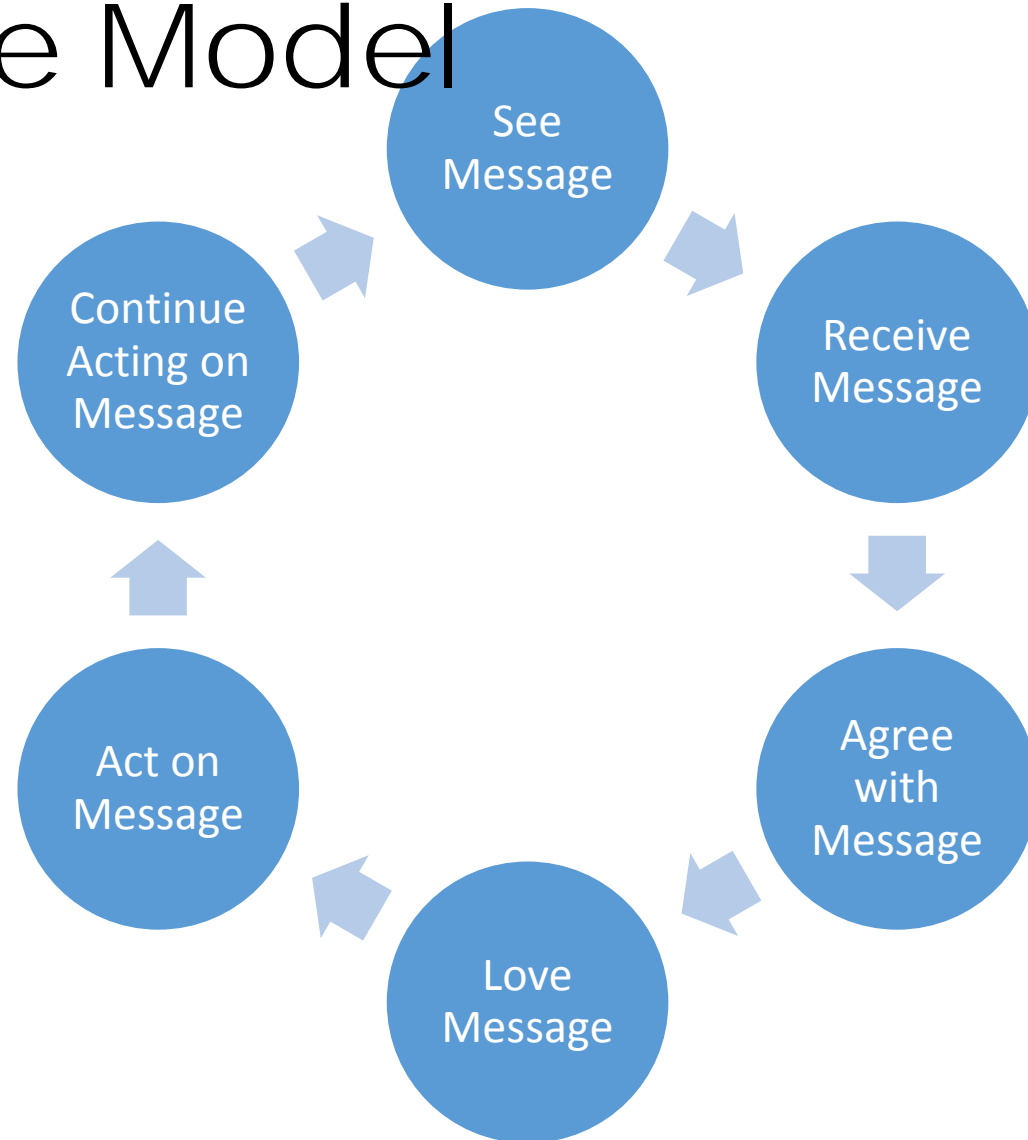 e Model
See
Message
Receive
Message
Agree
with
Message
Love
Message
Act on
Message
Continue
Acting on
Message